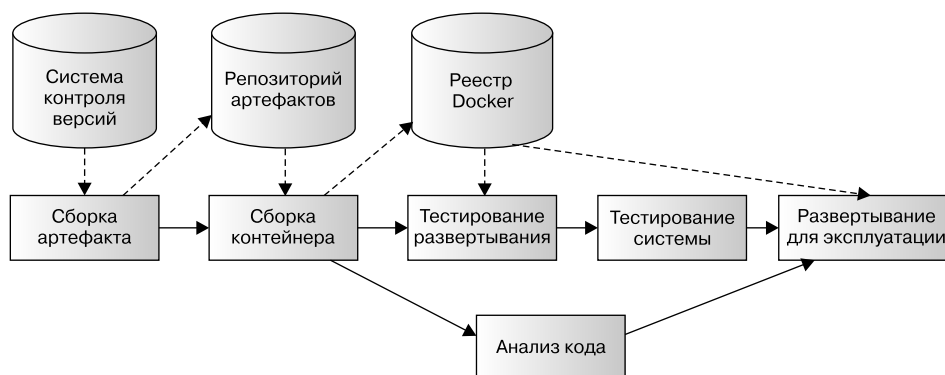 Система
контроля
версий
Репозиторий
артефактов
Реестр
Docker
Сборка
артефакта
Сборка
контейнера
Тестирование
развертывания
Тестирование
системы
Развертывание
для эксплуатации
Анализ кода